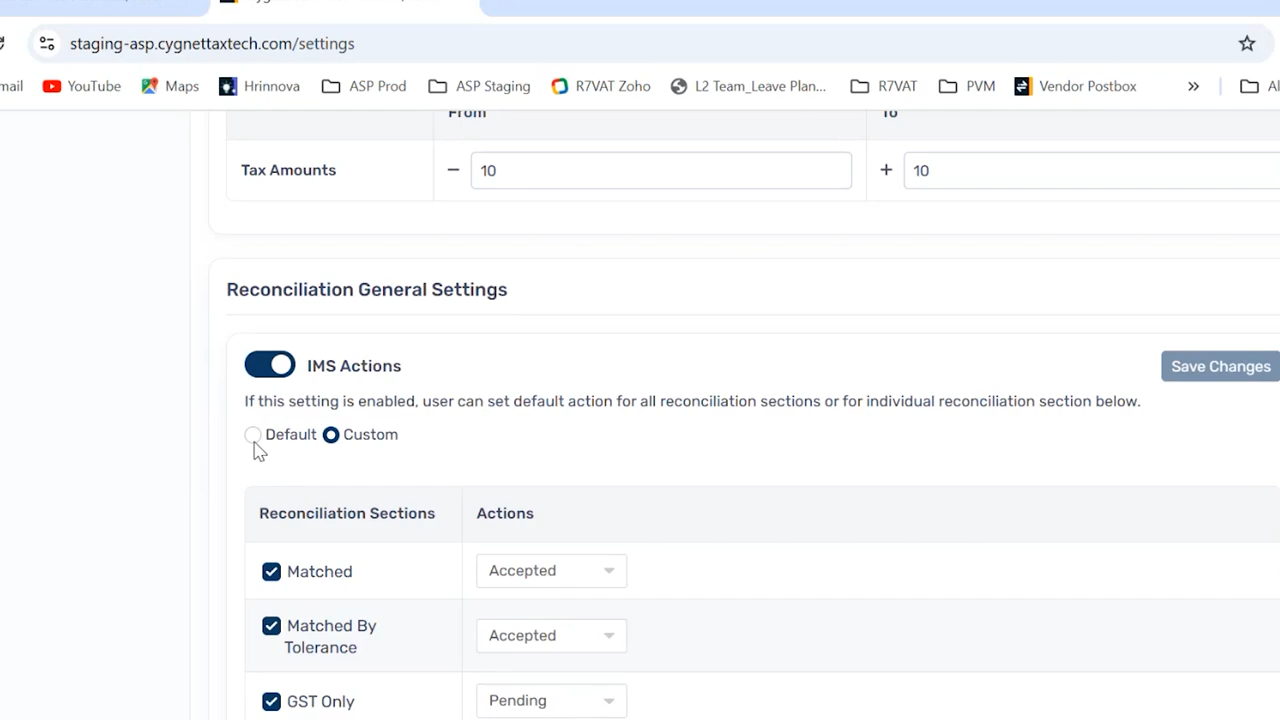 staging-asp.cygnettaxtech.com/settings
mail YouTube Maps Hrinnova ASP Prod ASP Staging R7VAT Zoho L2 Team_Leave Plan... R7VAT PVM Vendor Postbox »
From To
Tax Amounts − 10 + 10
Reconciliation General Settings
IMS Actions Save Changes
If this setting is enabled, user can set default action for all reconciliation sections or for individual reconciliation section below.
Default Custom
Reconciliation Sections Actions
Matched Accepted
Matched By
Tolerance Accepted
GST Only Pending